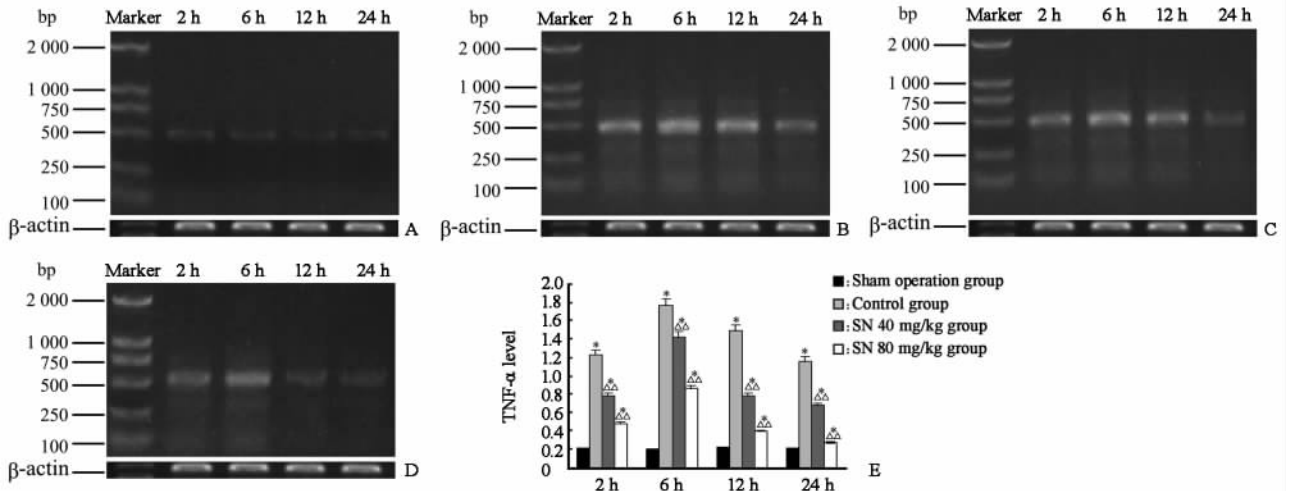 bp Marker 2 h 6 h 12 h 24 h
2 000
1 000
750
500
250
100
β-actin
A
bp Marker 2 h 6 h 12 h 24 h
2 000
1 000
750
500
250
100
β-actin
B
bp Marker 2 h 6 h 12 h 24 h
2 000
1 000
750
500
250
100
β-actin
C
bp Marker 2 h 6 h 12 h 24 h
2 000
1 000
750
500
250
100
β-actin
D
TNF-α level
2.0
1.8
1.6
1.4
1.2
1.0
0.8
0.6
0.4
0.2
0
* * △△ * △△
* * △△ * △△
* * △△ * △△
* * △△ * △△
2 h 6 h 12 h 24 h
:Sham operation group
:Control group
:SN 40 mg/kg group
:SN 80 mg/kg group
E